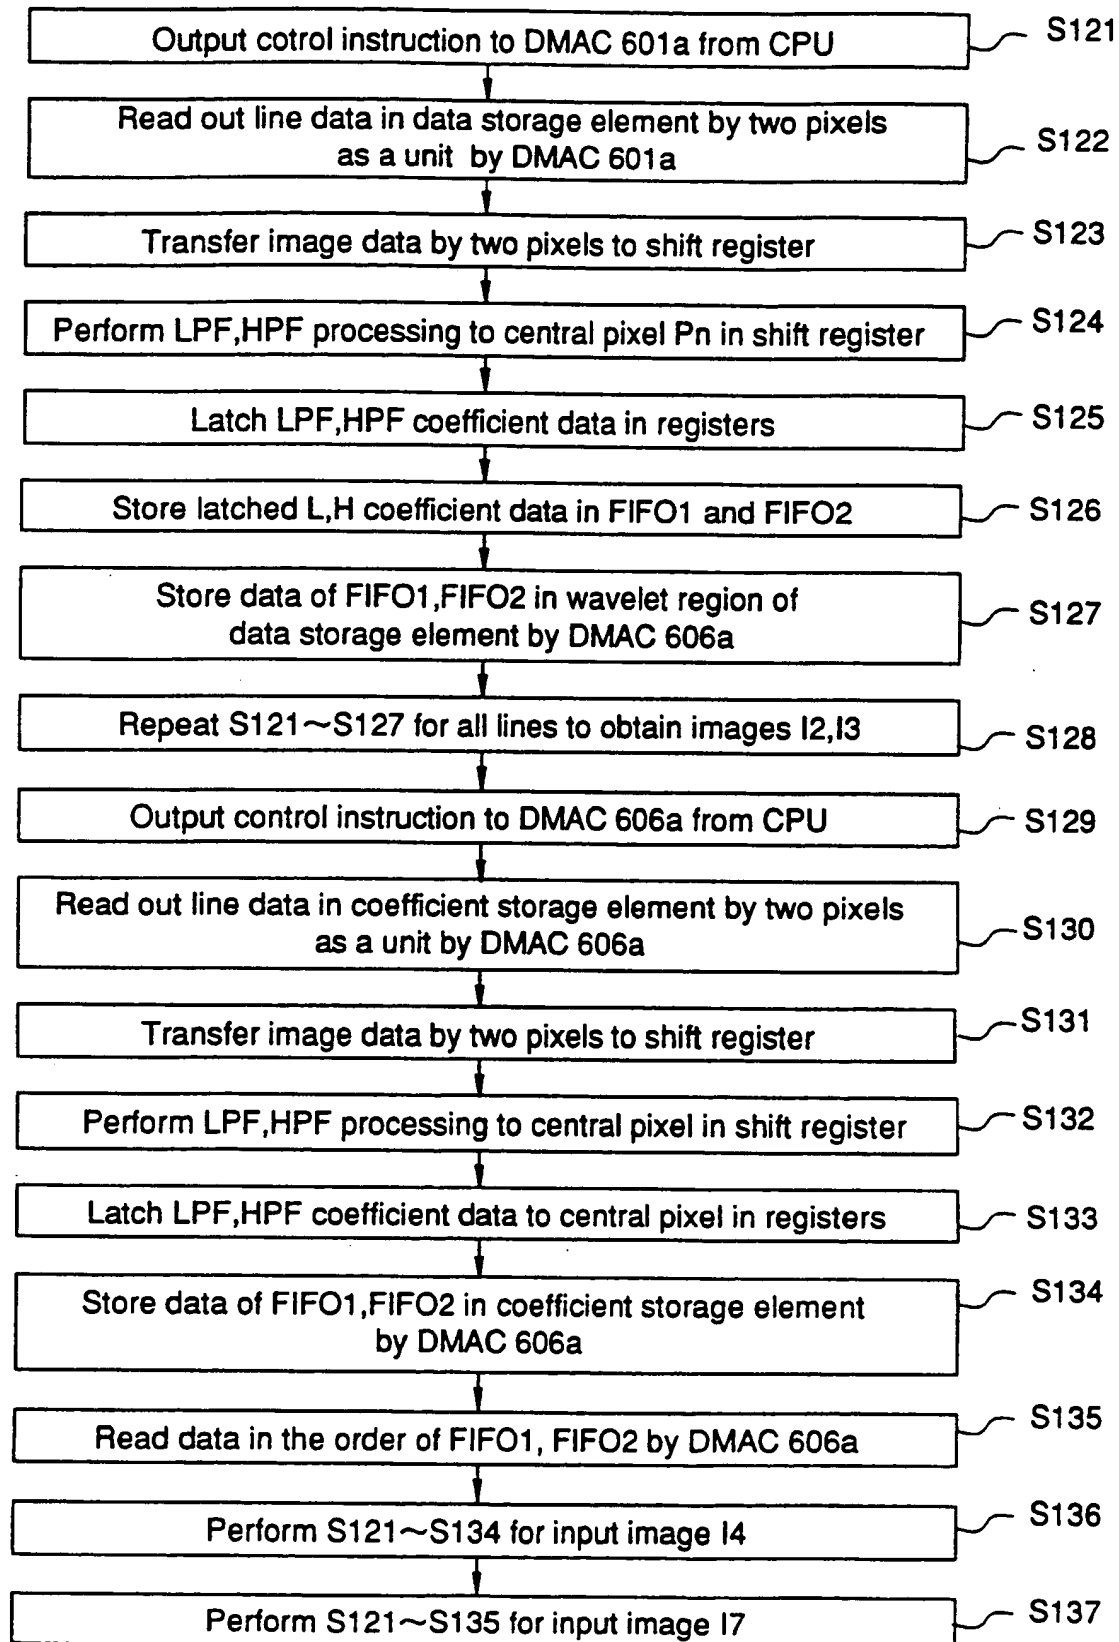 Output cotrol instruction to DMAC 601a from CPU
S121
Read out line data in data storage element by two pixels
as a unit by DMAC 601a
S122
Transfer image data by two pixels to shift register
S123
Perform LPF,HPF processing to central pixel Pn in shift register
S124
Latch LPF,HPF coefficient data in registers
S125
Store latched L,H coefficient data in FIFO1 and FIFO2
S126
Store data of FIFO1,FIFO2 in wavelet region of
data storage element by DMAC 606a
S127
Repeat S121~S127 for all lines to obtain images I2,I3
S128
Output control instruction to DMAC 606a from CPU
S129
Read out line data in coefficient storage element by two pixels
as a unit by DMAC 606a
S130
Transfer image data by two pixels to shift register
S131
Perform LPF,HPF processing to central pixel in shift register
S132
Latch LPF,HPF coefficient data to central pixel in registers
S133
Store data of FIFO1,FIFO2 in coefficient storage element
by DMAC 606a
S134
Read data in the order of FIFO1, FIFO2 by DMAC 606a
S135
Perform S121~S134 for input image I4
S136
Perform S121~S135 for input image I7
S137